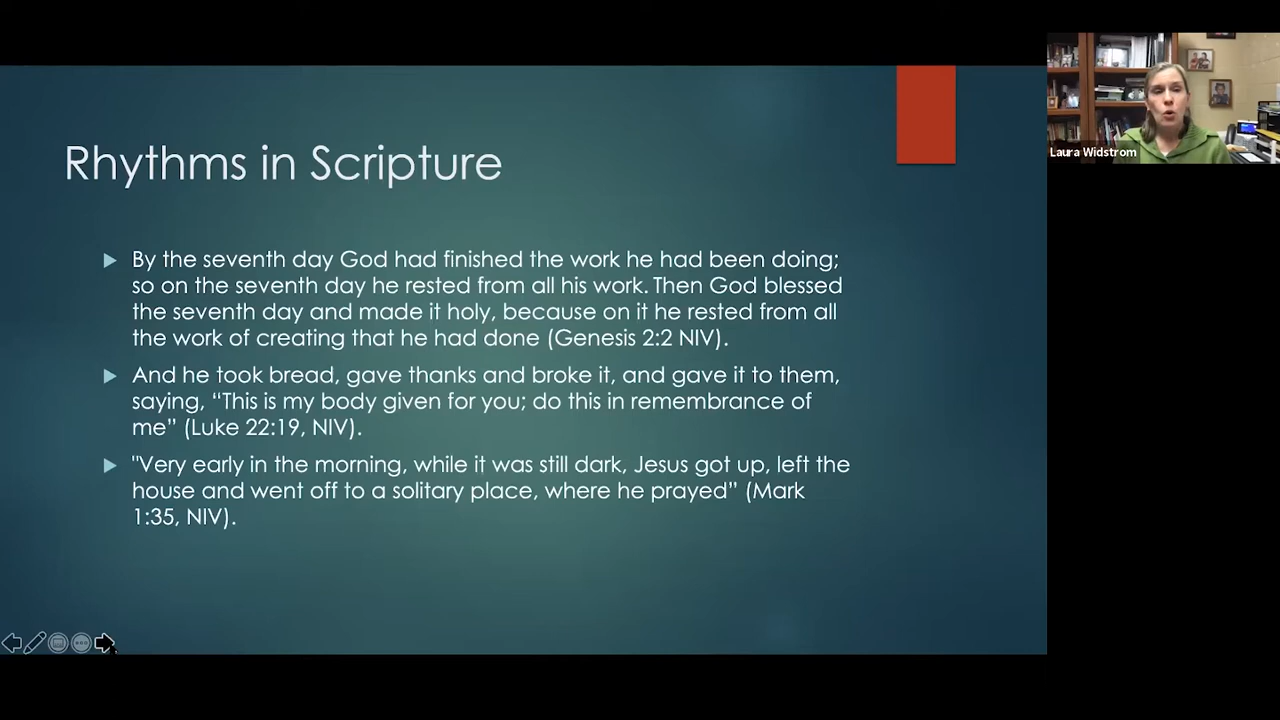 Rhythms in Scripture
By the seventh day God had finished the work he had been doing;
so on the seventh day he rested from all his work. Then God blessed
the seventh day and made it holy, because on it he rested from all
the work of creating that he had done (Genesis 2:2 NIV).
And he took bread, gave thanks and broke it, and gave it to them,
saying, “This is my body given for you; do this in remembrance of
me” (Luke 22:19, NIV).
"Very early in the morning, while it was still dark, Jesus got up, left the
house and went off to a solitary place, where he prayed” (Mark
1:35, NIV).
Laura Widstrom